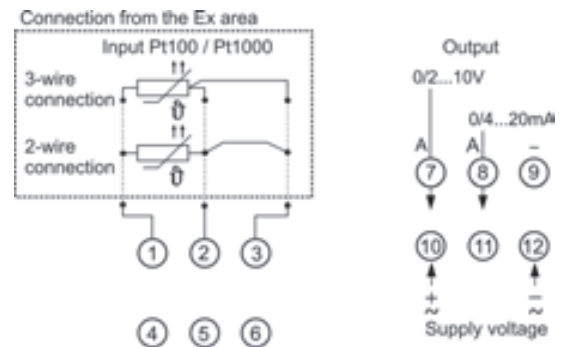 Connection from the Ex area
Input Pt100 / Pt1000
3-wire
connection
ϑ
2-wire
connection
ϑ
1 2 3
4 5 6
Output
0/2...10V
0/4...20mA
A A –
7 8 9
10 11 12
+ –
~ ~
Supply voltage